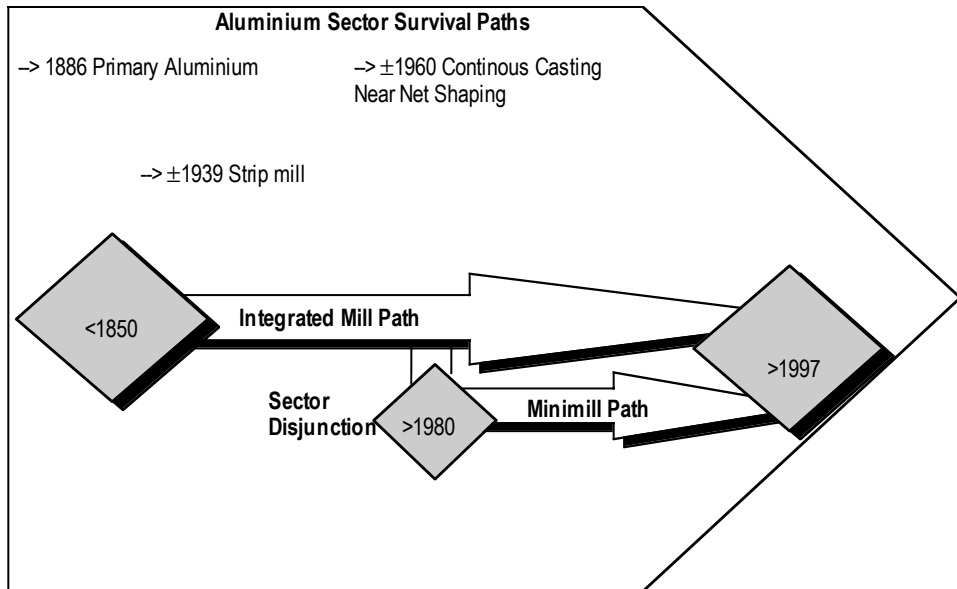 Aluminium Sector Survival Paths
--> 1886 Primary Aluminium
--> ±1960 Continous Casting
Near Net Shaping
--> ±1939 Strip mill
<1850
Integrated Mill Path
>1997
Sector
Disjunction
>1980
Minimill Path